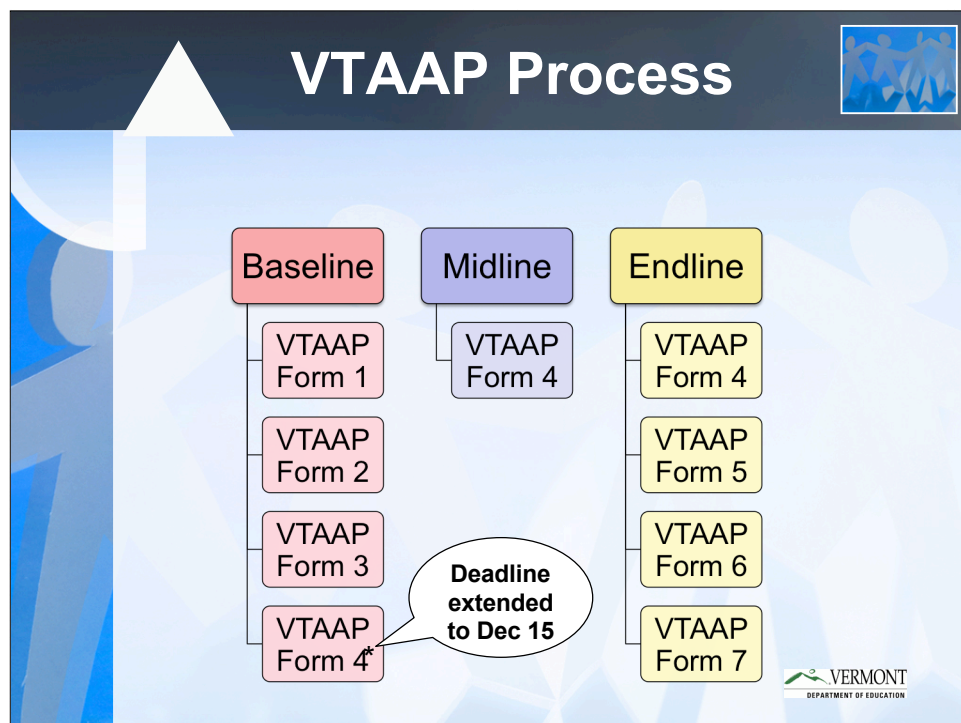 VTAAP Process
Baseline
VTAAP
Form 1
VTAAP
Form 2
VTAAP
Form 3
VTAAP
Form 4*
Deadline
extended
to Dec 15
Midline
VTAAP
Form 4
Endline
VTAAP
Form 4
VTAAP
Form 5
VTAAP
Form 6
VTAAP
Form 7
VERMONT
DEPARTMENT OF EDUCATION